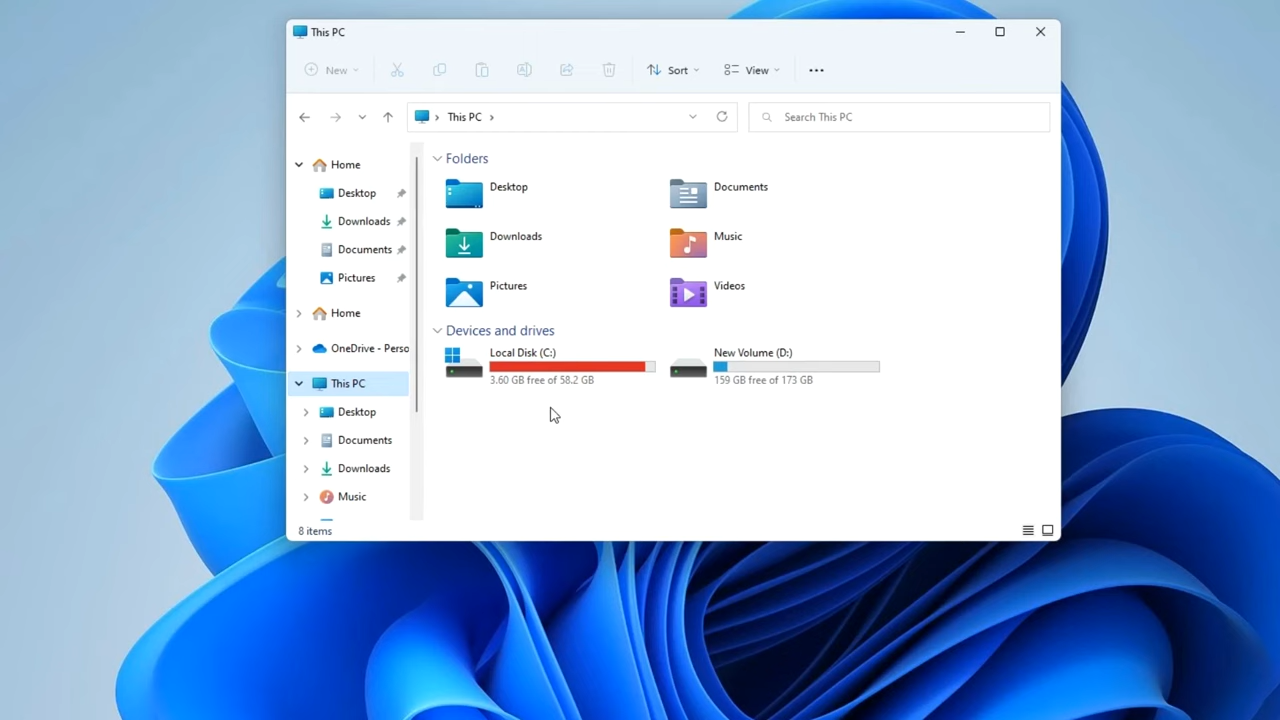 This PC
New
Sort
View
This PC
Search This PC
Home
Desktop
Downloads
Documents
Pictures
Home
OneDrive - Perso
This PC
Desktop
Documents
Downloads
Music
Folders
Desktop
Documents
Downloads
Music
Pictures
Videos
Devices and drives
Local Disk (C:)
3.60 GB free of 58.2 GB
New Volume (D:)
159 GB free of 173 GB
8 items